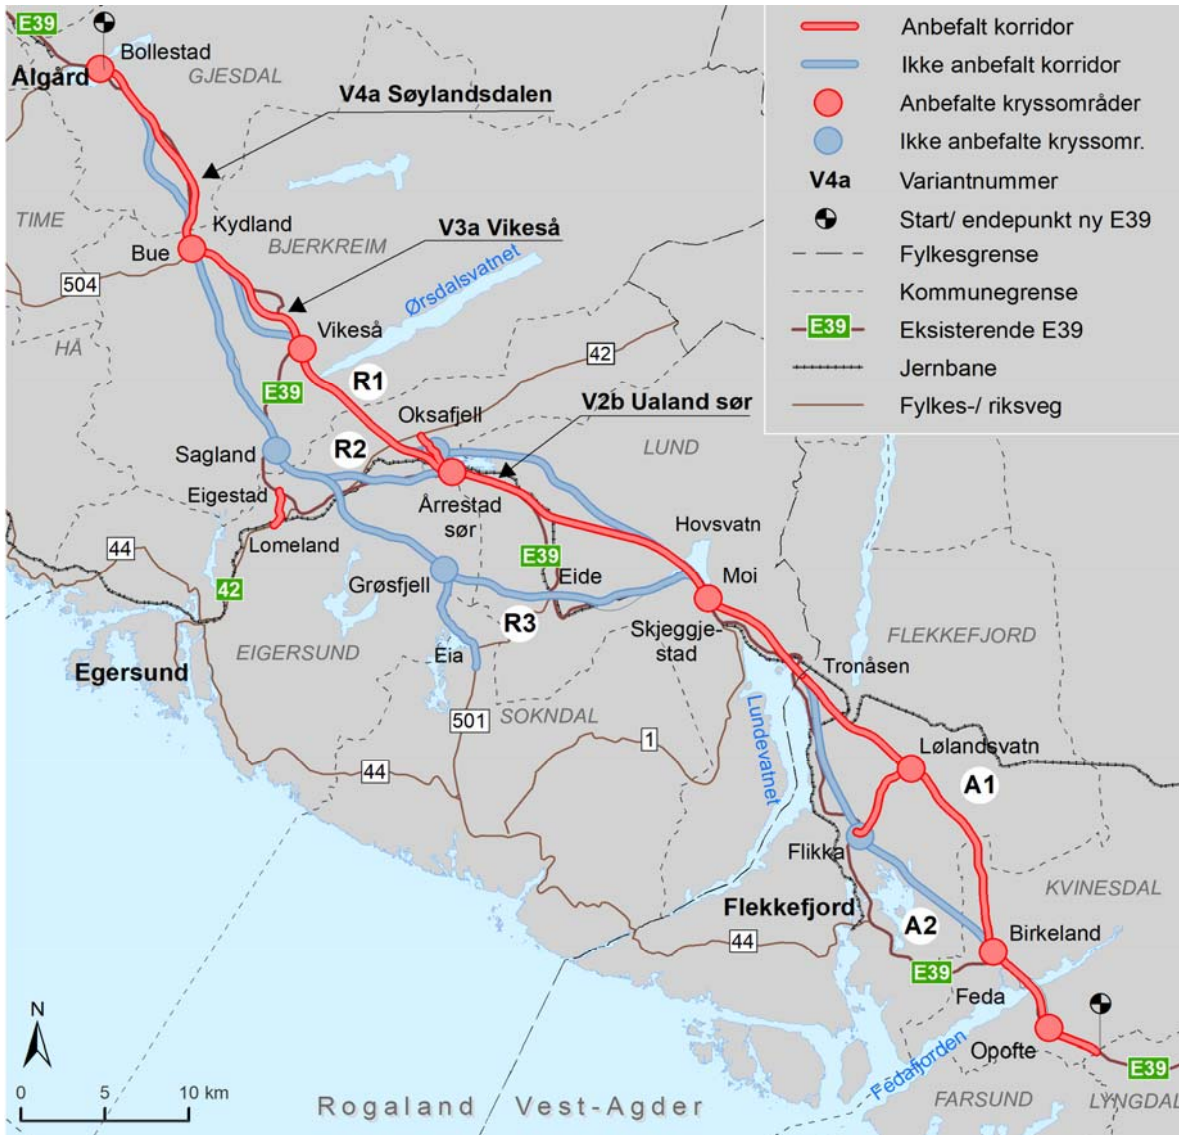 E39
Bollestad
Ålgård
GJESDAL
V4a Søylandsdalen
TIME
Kydland
Bue
BJERKREIM
V3a Vikeså
504
Ørsdalsvatnet
HÅ
Vikeså
42
E39
R1
Oksafjell
V2b Ualand sør
R2
LUND
Sagland
Eigestad
Årrestad
sør
Lomeland
Hovsvatn
44
E39
Eide
Moi
42
Grøsfjell
R3
Skjeggje-
stad
FLEKKEFJORD
EIGERSUND
Eia
Egersund
Tronåsen
SOKNDAL
501
1
Lundevatnet
Lølandsvatn
44
A1
Flikka
KVINESDAL
Flekkefjord
A2
Birkeland
44
E39
Feda
Opofte
Fedafjorden
E39
FARSUND
LYNGDAL
N
0
5
10 km
Rogaland
Vest-Agder
Anbefalt korridor
Ikke anbefalt korridor
Anbefalte kryssområder
Ikke anbefalte kryssomr.
V4a
Variantnummer
Start/ endepunkt ny E39
Fylkesgrense
Kommunegrense
E39
Eksisterende E39
Jernbane
Fylkes-/ riksveg